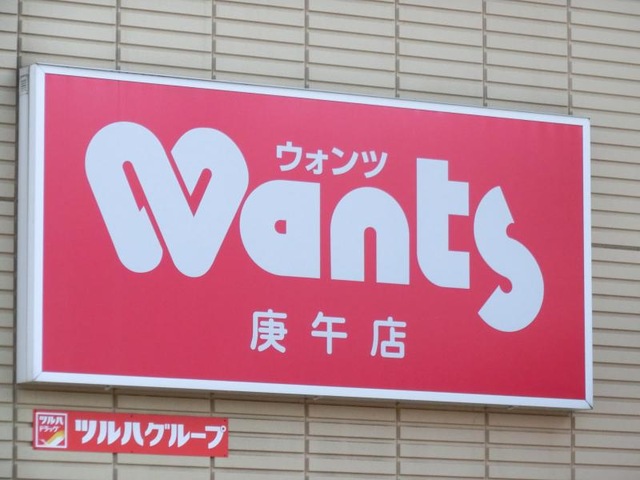 ウォンツ
Wants
庚午店
ツルハ
ドラッグ
ツルハグループ